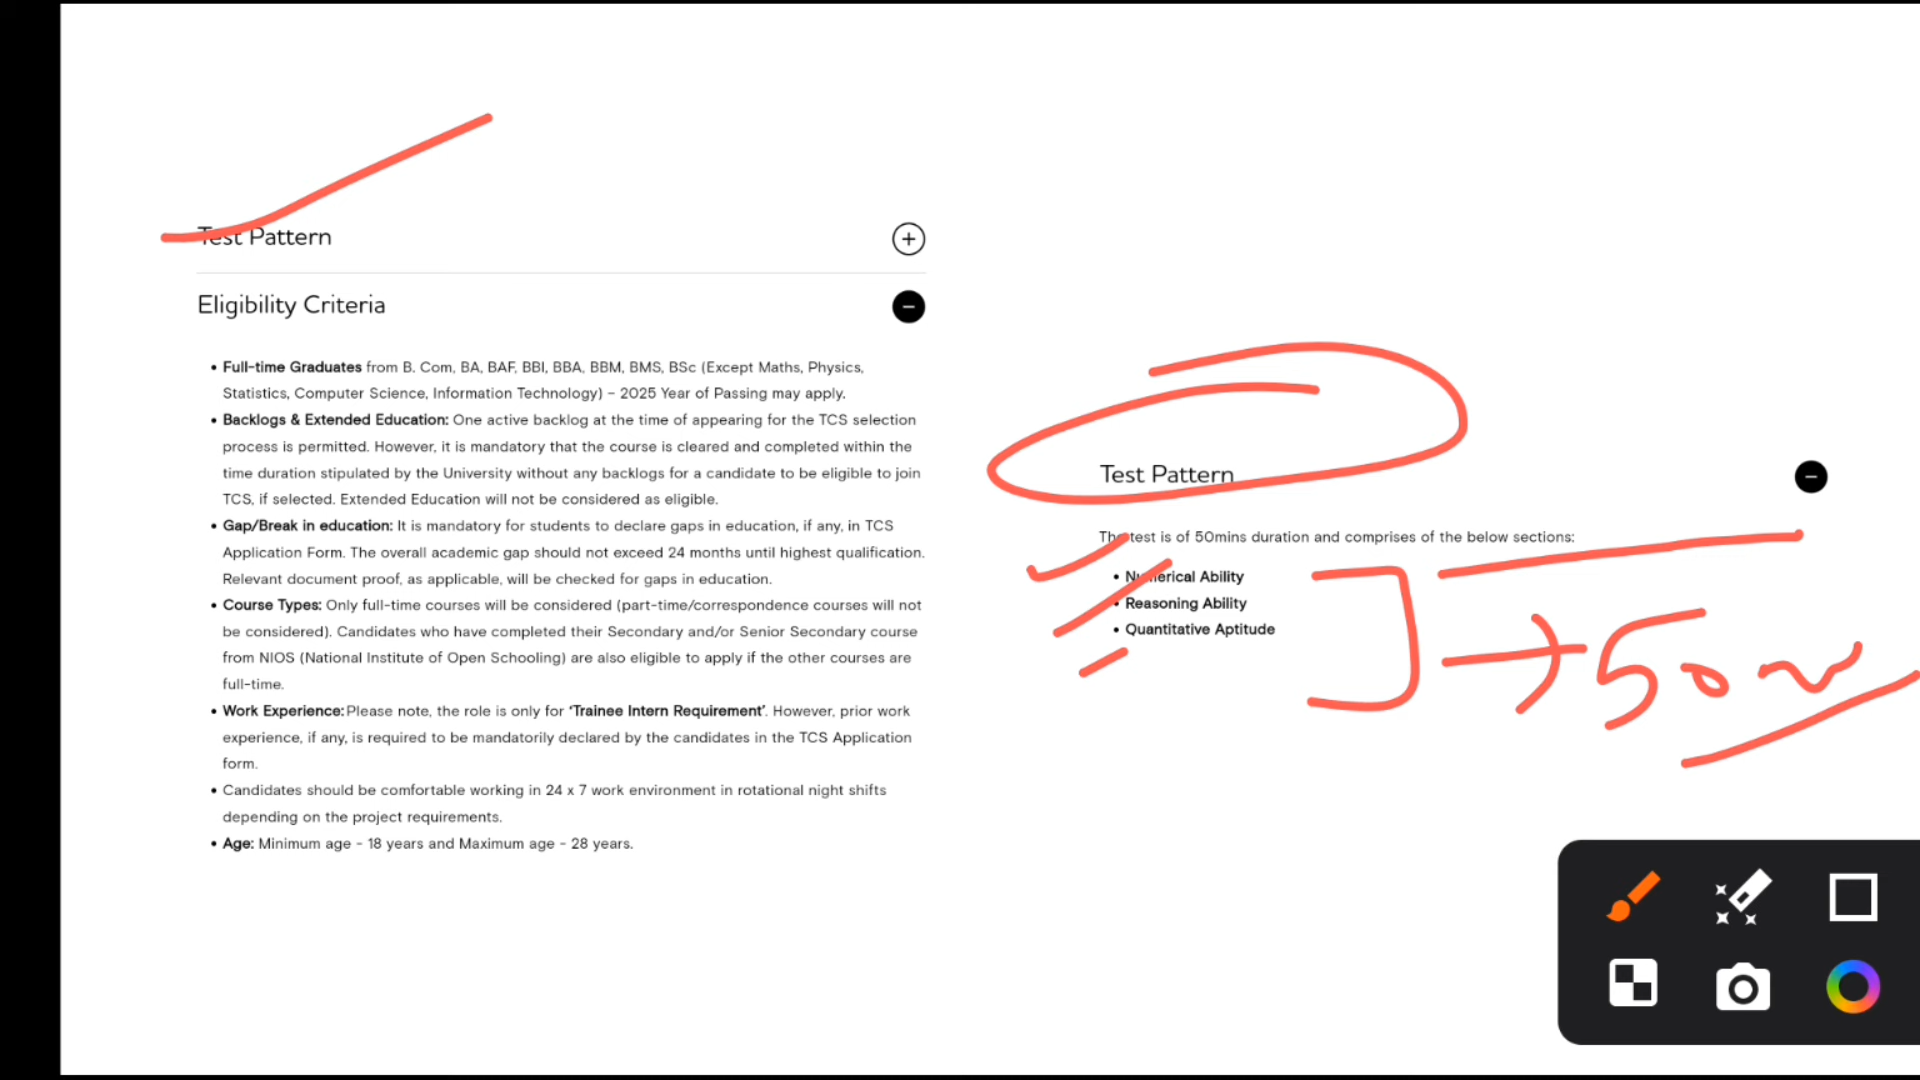 Test Pattern
Eligibility Criteria
• Full-time Graduates from B. Com, BA, BAF, BBI, BBA, BBM, BMS, BSc (Except Maths, Physics,
Statistics, Computer Science, Information Technology) – 2025 Year of Passing may apply.
• Backlogs & Extended Education: One active backlog at the time of appearing for the TCS selection
process is permitted. However, it is mandatory that the course is cleared and completed within the
time duration stipulated by the University without any backlogs for a candidate to be eligible to join
TCS, if selected. Extended Education will not be considered as eligible.
• Gap/Break in education: It is mandatory for students to declare gaps in education, if any, in TCS
Application Form. The overall academic gap should not exceed 24 months until highest qualification.
Relevant document proof, as applicable, will be checked for gaps in education.
• Course Types: Only full-time courses will be considered (part-time/correspondence courses will not
be considered). Candidates who have completed their Secondary and/or Senior Secondary course
from NIOS (National Institute of Open Schooling) are also eligible to apply if the other courses are
full-time.
• Work Experience: Please note, the role is only for ‘Trainee Intern Requirement’. However, prior work
experience, if any, is required to be mandatorily declared by the candidates in the TCS Application
form.
• Candidates should be comfortable working in 24 x 7 work environment in rotational night shifts
depending on the project requirements.
• Age: Minimum age - 18 years and Maximum age - 28 years.
Test Pattern
The test is of 50mins duration and comprises of the below sections:
• Numerical Ability
• Reasoning Ability
• Quantitative Aptitude
50